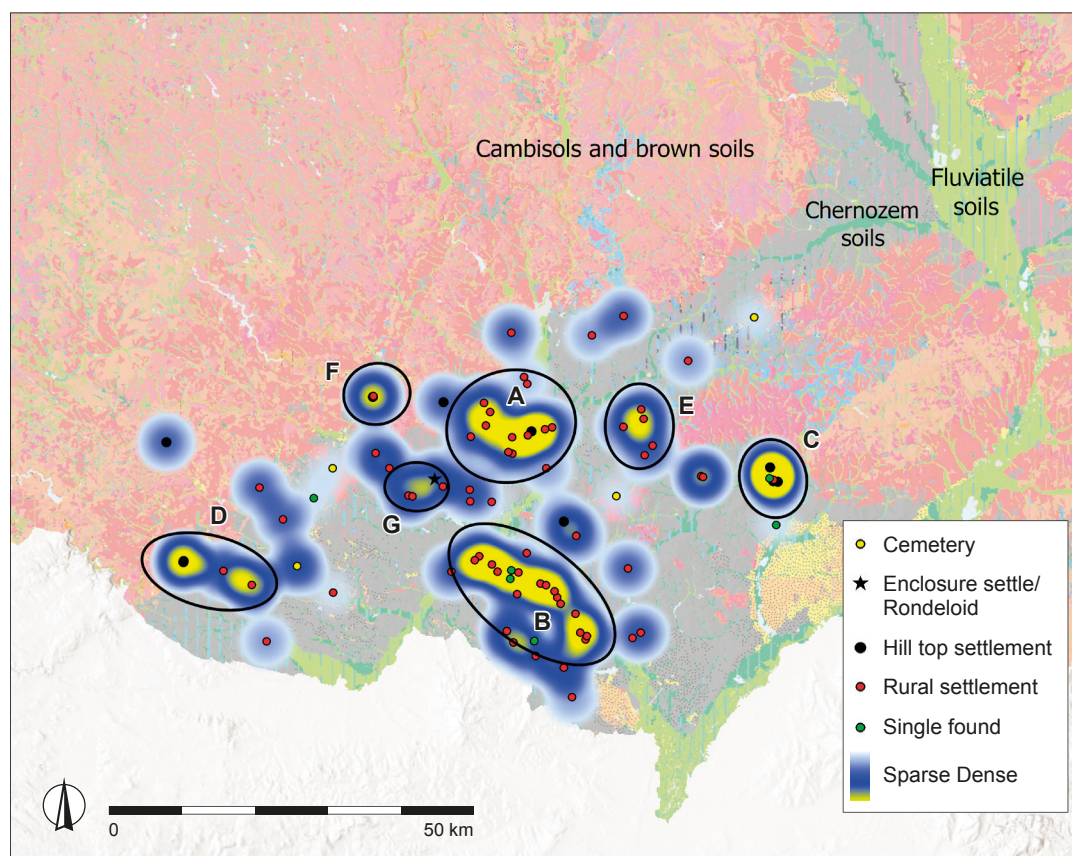 Cambisols and brown soils
Fluviatile
soils
Chernozem
soils
F
A
E
C
G
D
B
Cemetery
Enclosure settle/
Rondeloid
Hill top settlement
Rural settlement
Single found
Sparse Dense
0
50 km